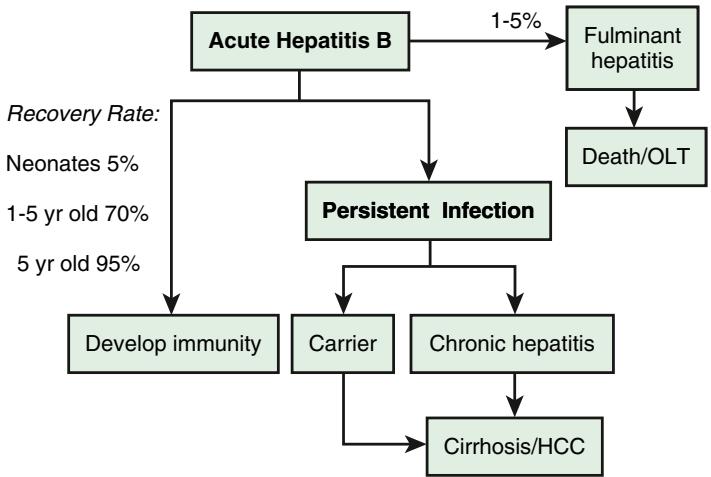 Acute Hepatitis B
1-5%
Fulminant
hepatitis
Death/OLT
Recovery Rate:
Neonates 5%
1-5 yr old 70%
5 yr old 95%
Persistent Infection
Develop immunity
Carrier
Chronic hepatitis
Cirrhosis/HCC